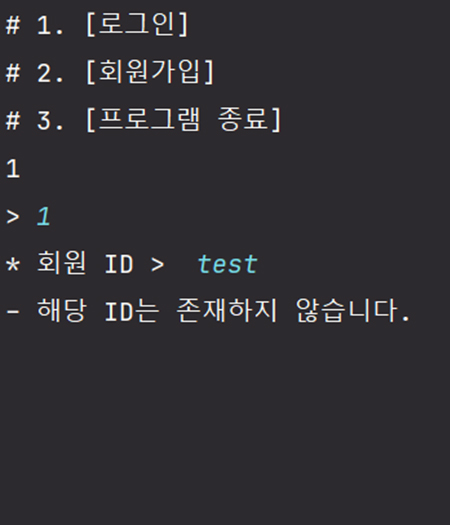 # 1. [로그인]
# 2. [회원가입]
# 3. [프로그램 종료]
1
> 1
* 회원 ID >  test
- 해당 ID는 존재하지 않습니다.